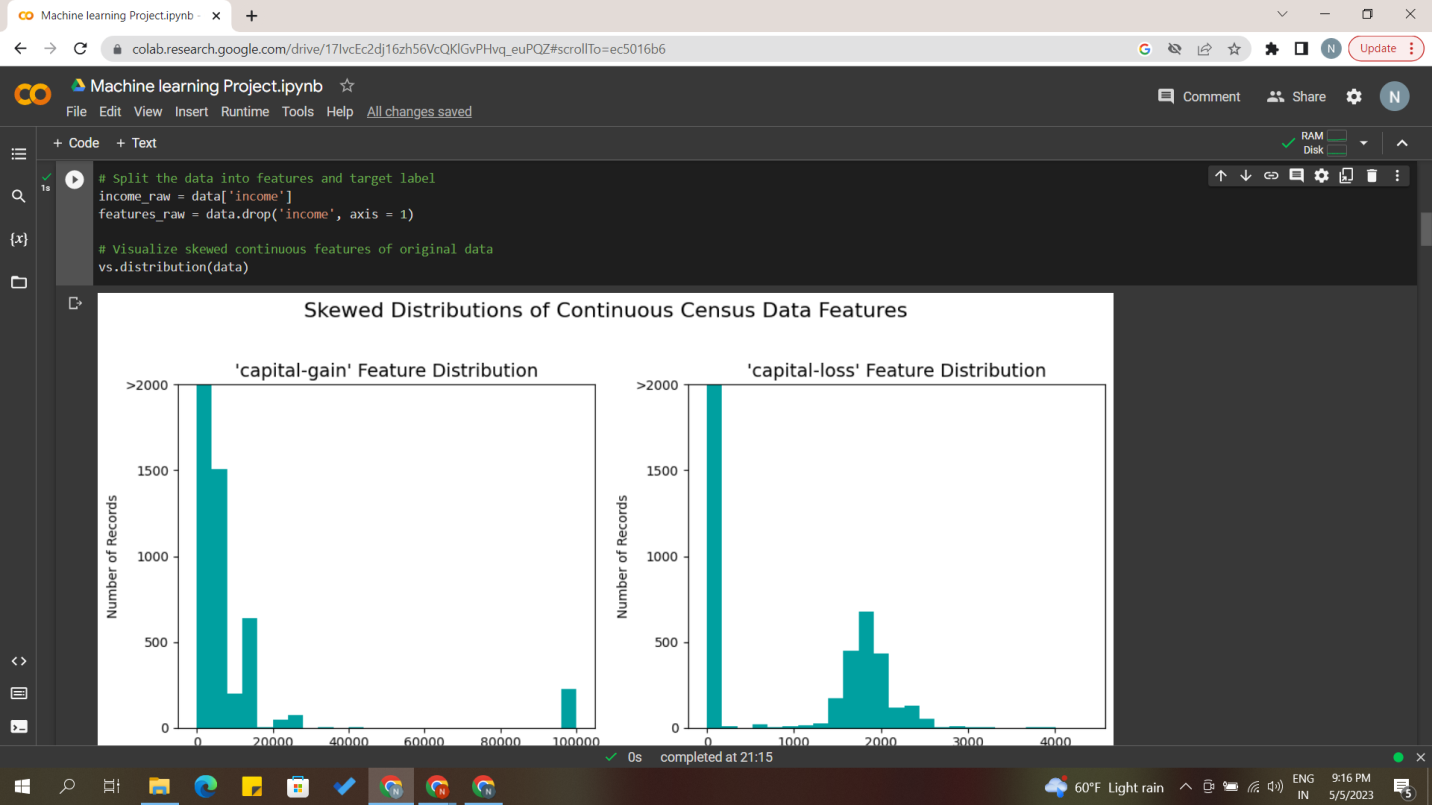 Machine learning Project.ipynb
colab.research.google.com/drive/17IvcEc2dj16zh56VcQKlGvPHvq_euPQZ#scrollTo=ec5016b6
N
Update
Machine learning Project.ipynb
File Edit View Insert Runtime Tools Help All changes saved
Comment
Share
N
+ Code + Text
RAM
Disk
1s
{x}
# Split the data into features and target label
income_raw = data['income']
features_raw = data.drop('income', axis = 1)
# Visualize skewed continuous features of original data
vs.distribution(data)
Skewed Distributions of Continuous Census Data Features
'capital-gain' Feature Distribution
>2000
1500
1000
500
0
Number of Records
0 20000 40000 60000 80000 100000
'capital-loss' Feature Distribution
>2000
1500
1000
500
0
Number of Records
0 1000 2000 3000 4000
0s completed at 21:15
N
N
N
60°F Light rain
ENG
IN
9:16 PM
5/5/2023
5